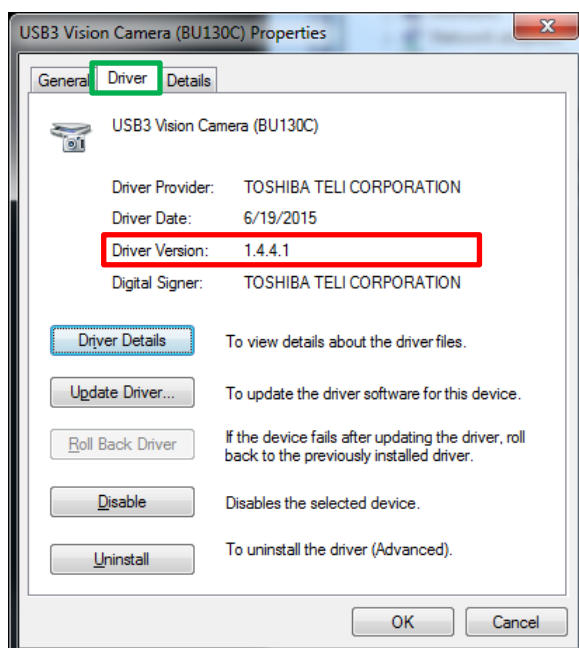 USB3 Vision Camera (BU130C) Properties
General Driver Details
USB3 Vision Camera (BU130C)
Driver Provider: TOSHIBA TELI CORPORATION
Driver Date: 6/19/2015
Driver Version: 1.4.4.1
Digital Signer: TOSHIBA TELI CORPORATION
Driver Details To view details about the driver files.
Update Driver... To update the driver software for this device.
Roll Back Driver If the device fails after updating the driver, roll
back to the previously installed driver.
Disable Disables the selected device.
Uninstall To uninstall the driver (Advanced).
OK Cancel